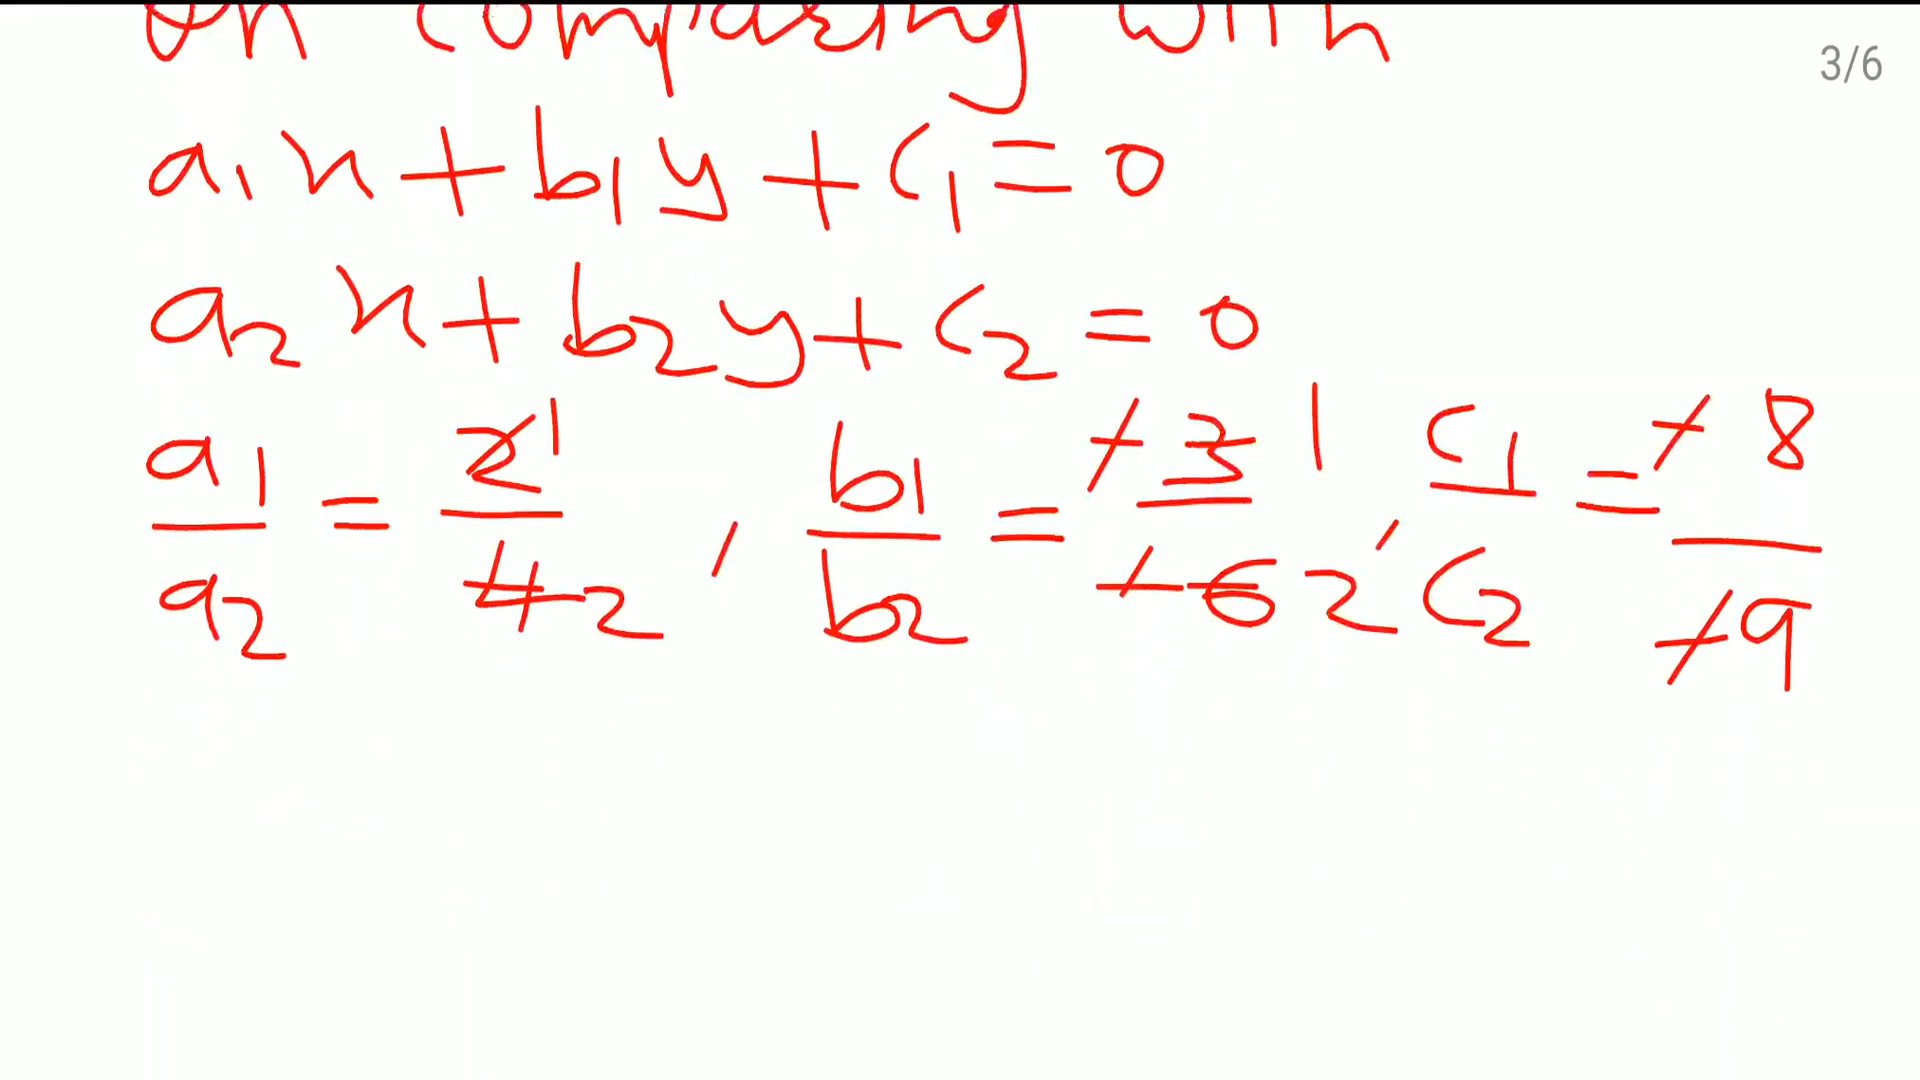 On comparing with
3/6
a₁x + b₁y + c₁ = 0
a₂x + b₂y + c₂ = 0
a₁/a₂ = 2̸ 1/4̸ 2 , b₁/b₂ = ≠ 3̸ 1/≠ 6̸ 2 , c₁/c₂ = ≠ 8/≠ 9